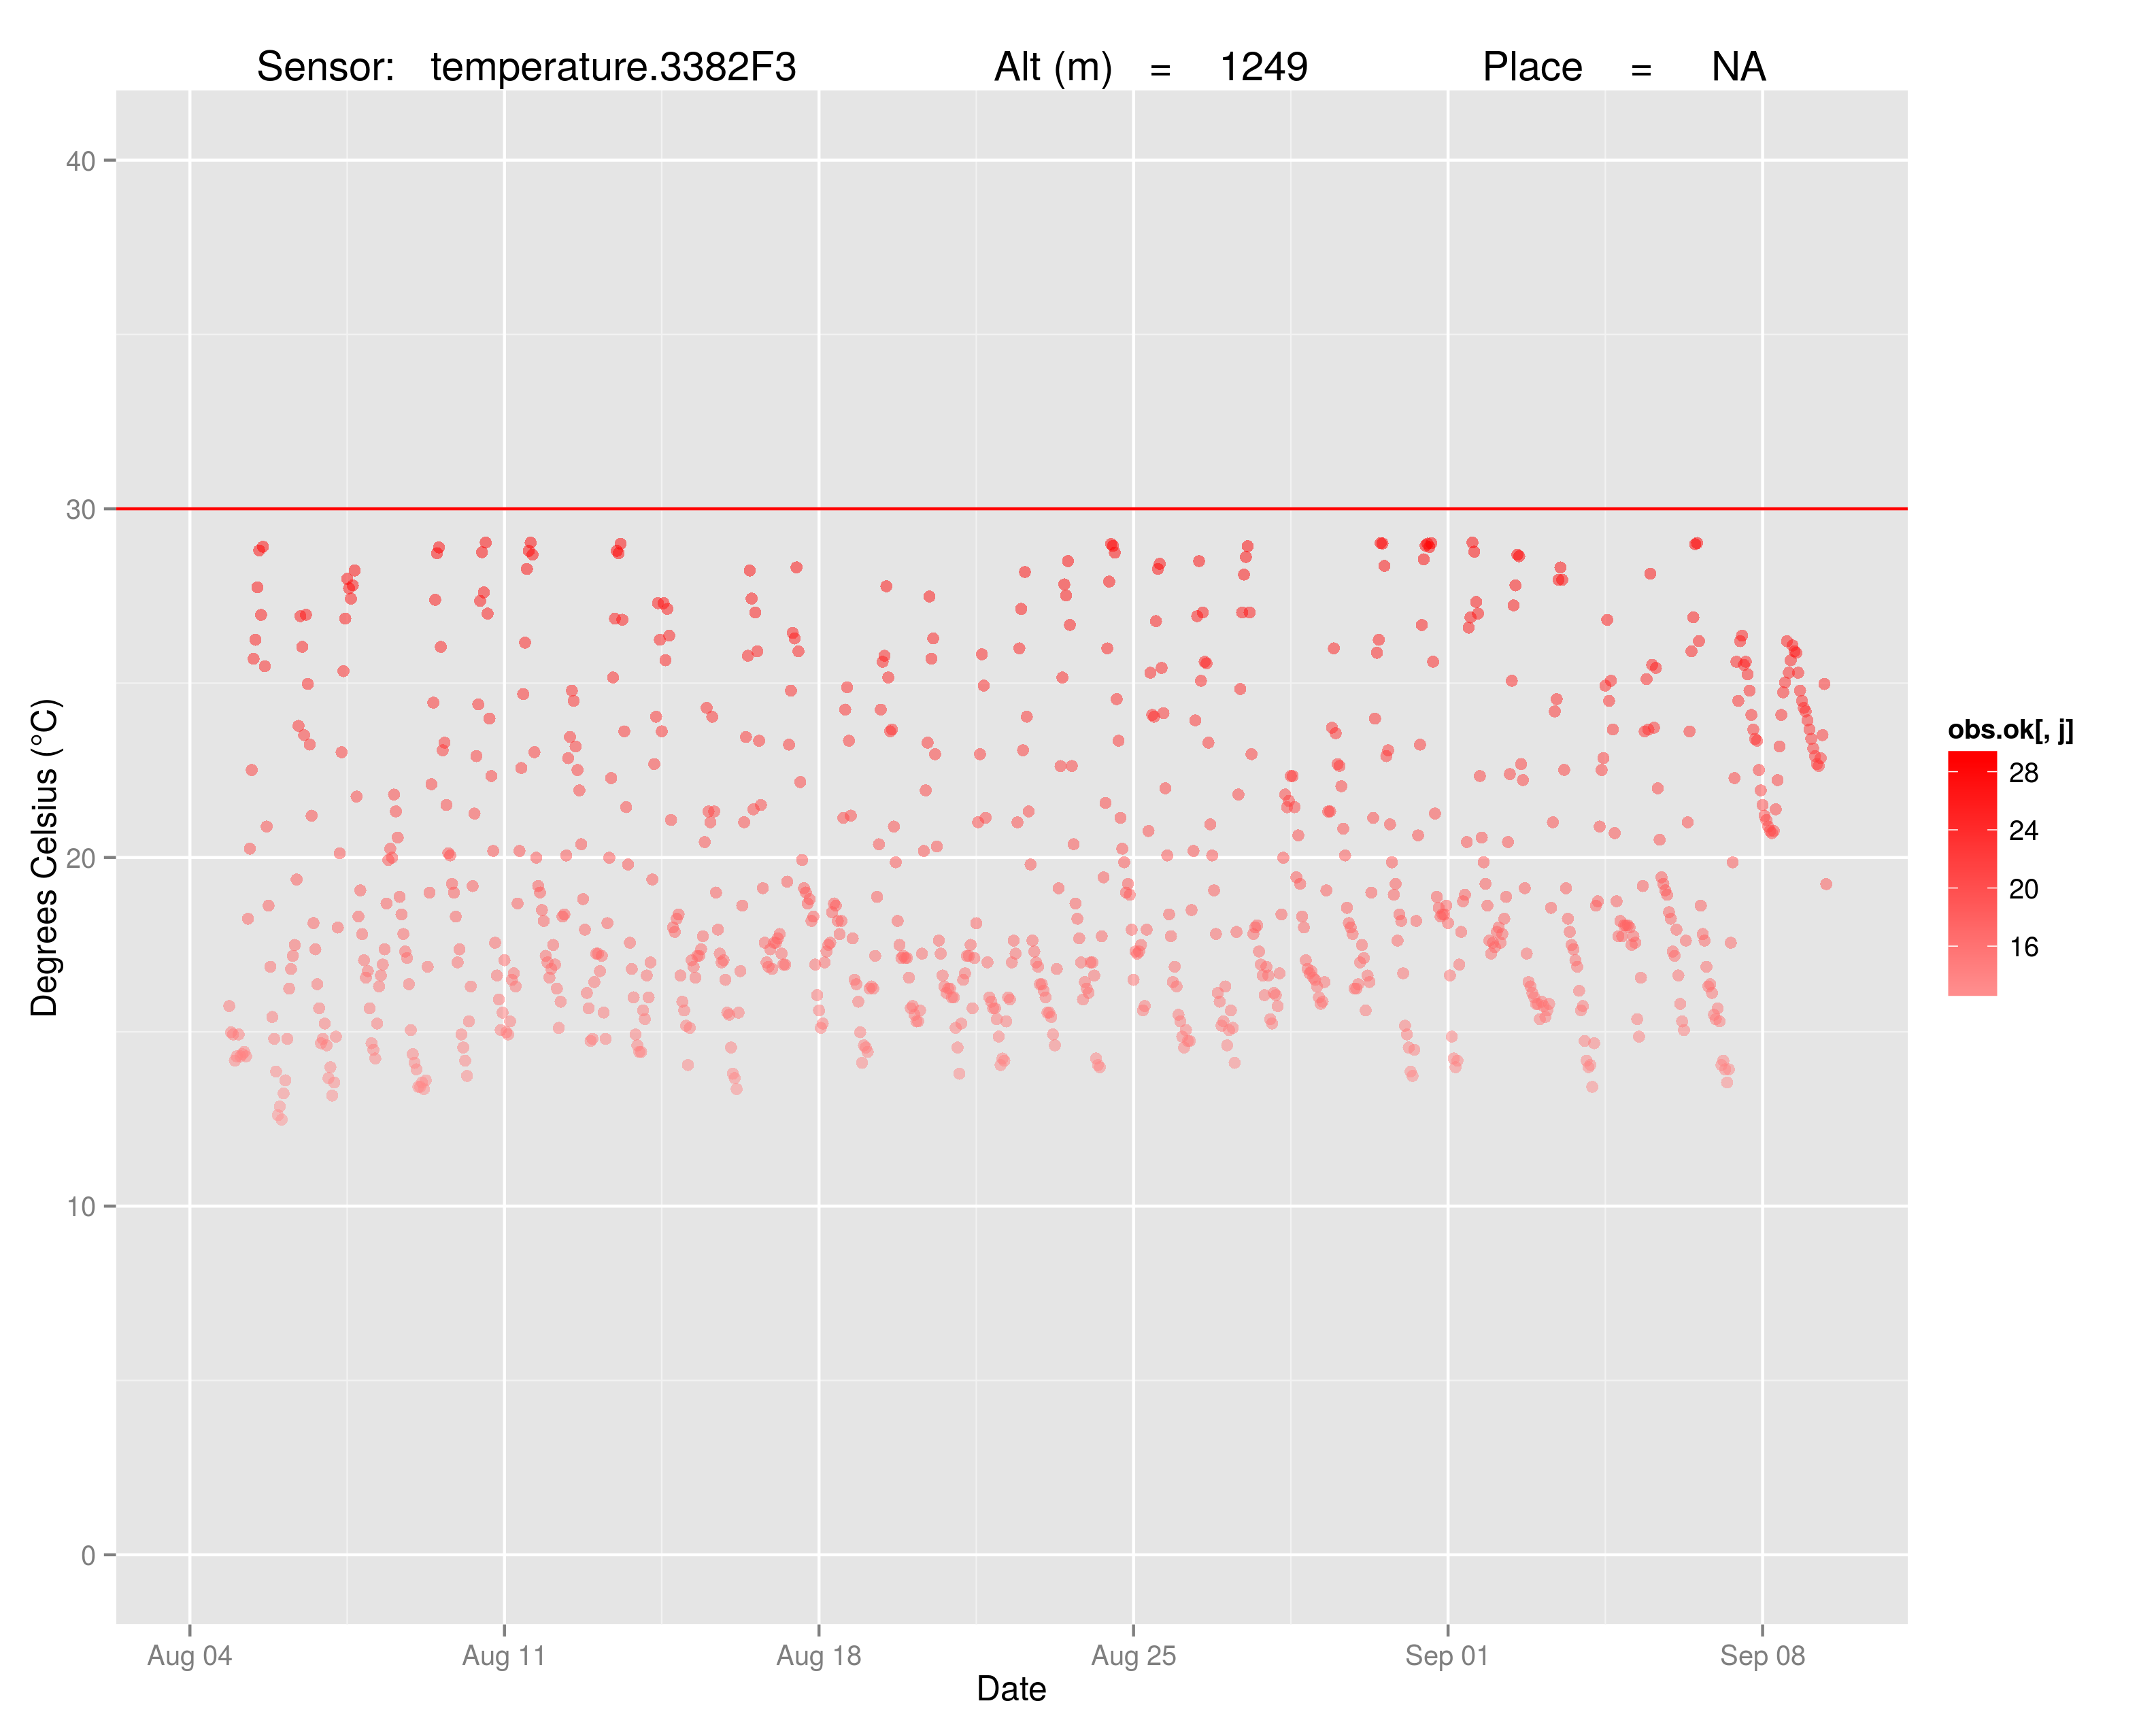 Sensor: temperature.3382F3 Alt (m) = 1249 Place = NA
Degrees Celsius (°C)
40
30
20
10
0
obs.ok[, j]
28
24
20
16
Aug 04 Aug 11 Aug 18 Aug 25 Sep 01 Sep 08
Date